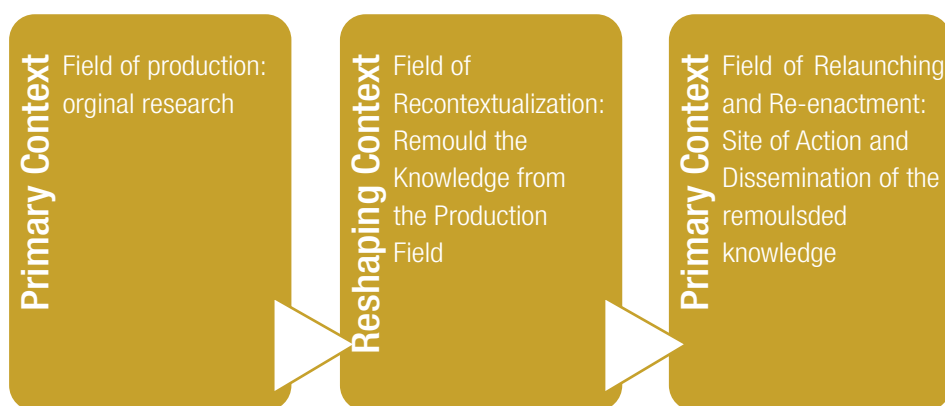 Primary Context
Field of production:
orginal research
Reshaping Context
Field of
Recontextualization:
Remould the
Knowledge from
the Production
Field
Primary Context
Field of Relaunching
and Re-enactment:
Site of Action and
Dissemination of the
remoulsded
knowledge